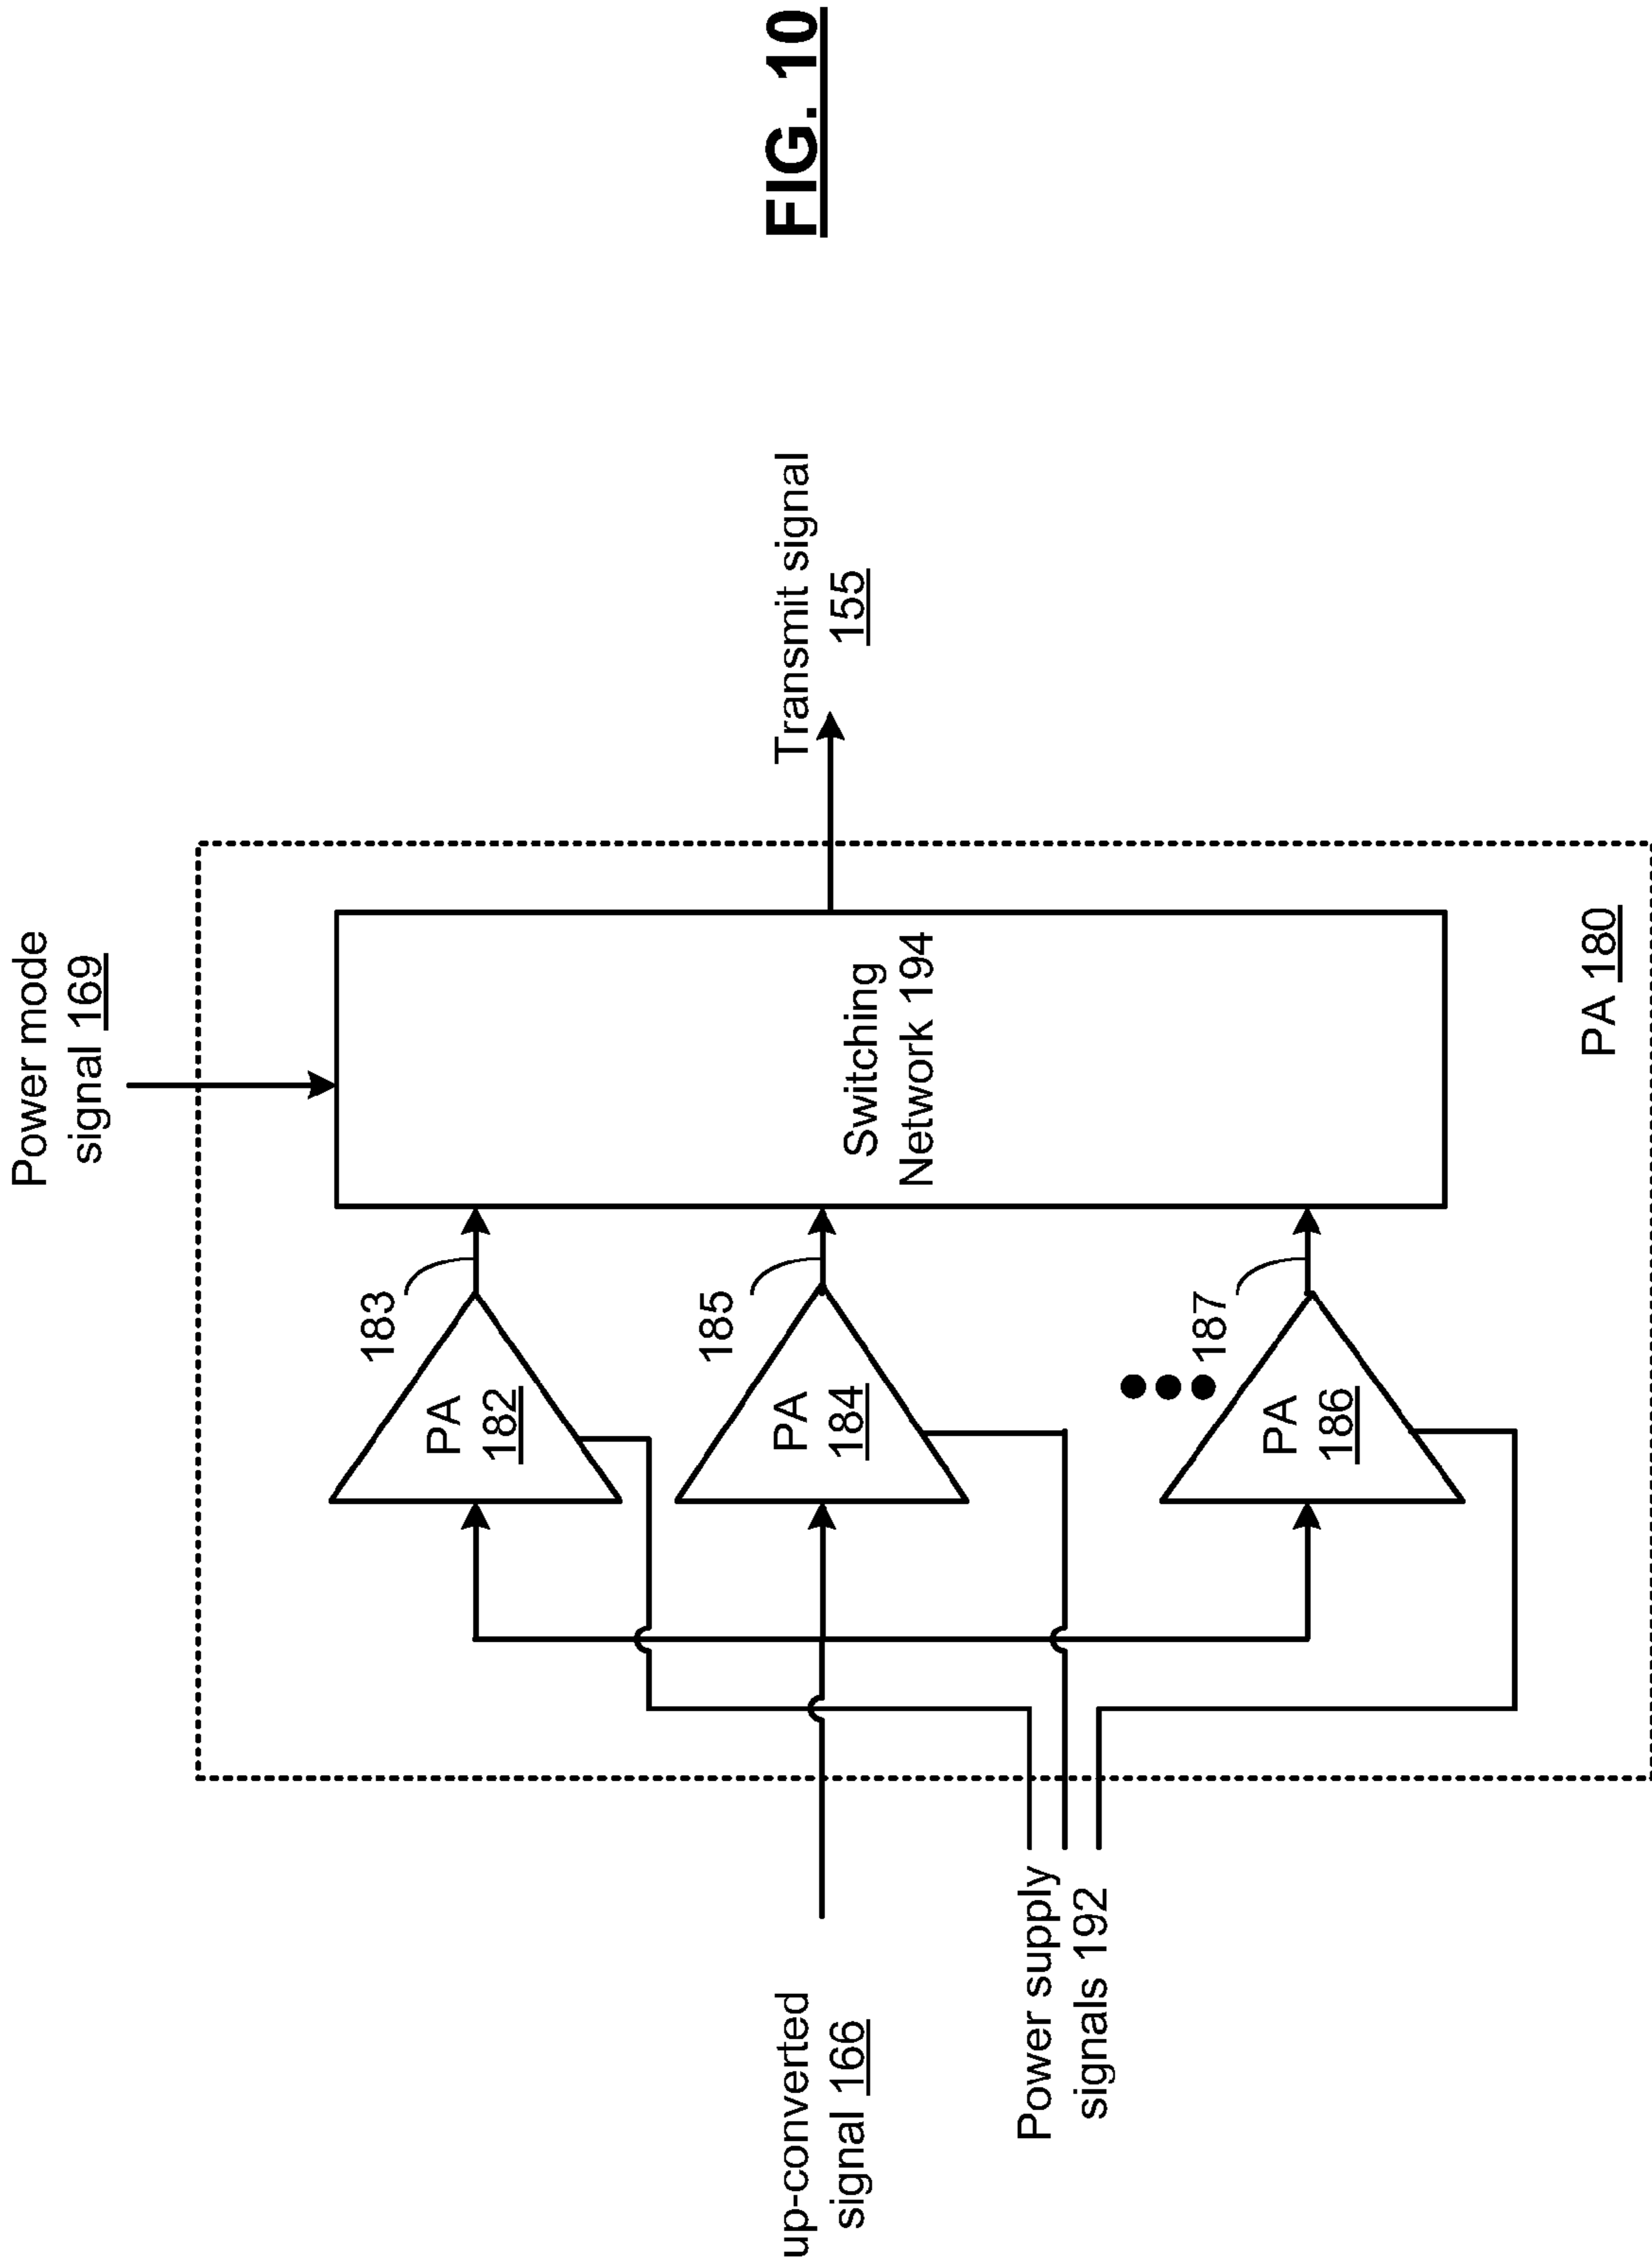 Power mode
signal 169
183
PA
182
185
PA
184
187
PA
186
Switching
Network 194
Transmit signal
155
up-converted
signal 166
Power supply
signals 192
PA 180
FIG. 10